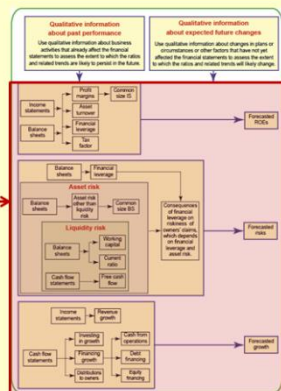 Qualitative information
about past performance
Use qualitative information about business
activities that already affected the financial
statements to assess the extent to which the ratios
and related trends are likely to persist in the future.
Qualitative information
about expected future changes
Use qualitative information about changes in plans or
circumstances or other factors that have not yet
affected the financial statements to assess the extent
to which the ratios and related trends will likely change.
Income
statements
Balance
sheets
Profit
margins
Common
size IS.
Asset
turnover
Financial
leverage
Tax
factor
Forecasted
ROEs
Balance
sheets
Financial
leverage
Asset risk
Balance
sheets
Asset risk
other than
liquidity
risk
Common
size BS.
Liquidity risk
Balance
sheets
Working
capital
Current
ratio
Cash flow
statements
Free cash
flow
Consequences
of financial
leverage on
riskiness of
owners' claims,
which depends
on financial
leverage and
asset risk.
Forecasted
risks
Income
statements
Revenue
growth
Cash flow
statements
Investing
in growth
Financing
growth
Distributions
to owners
Cash from
operations
Debt
financing
Equity
financing
Forecasted
growth